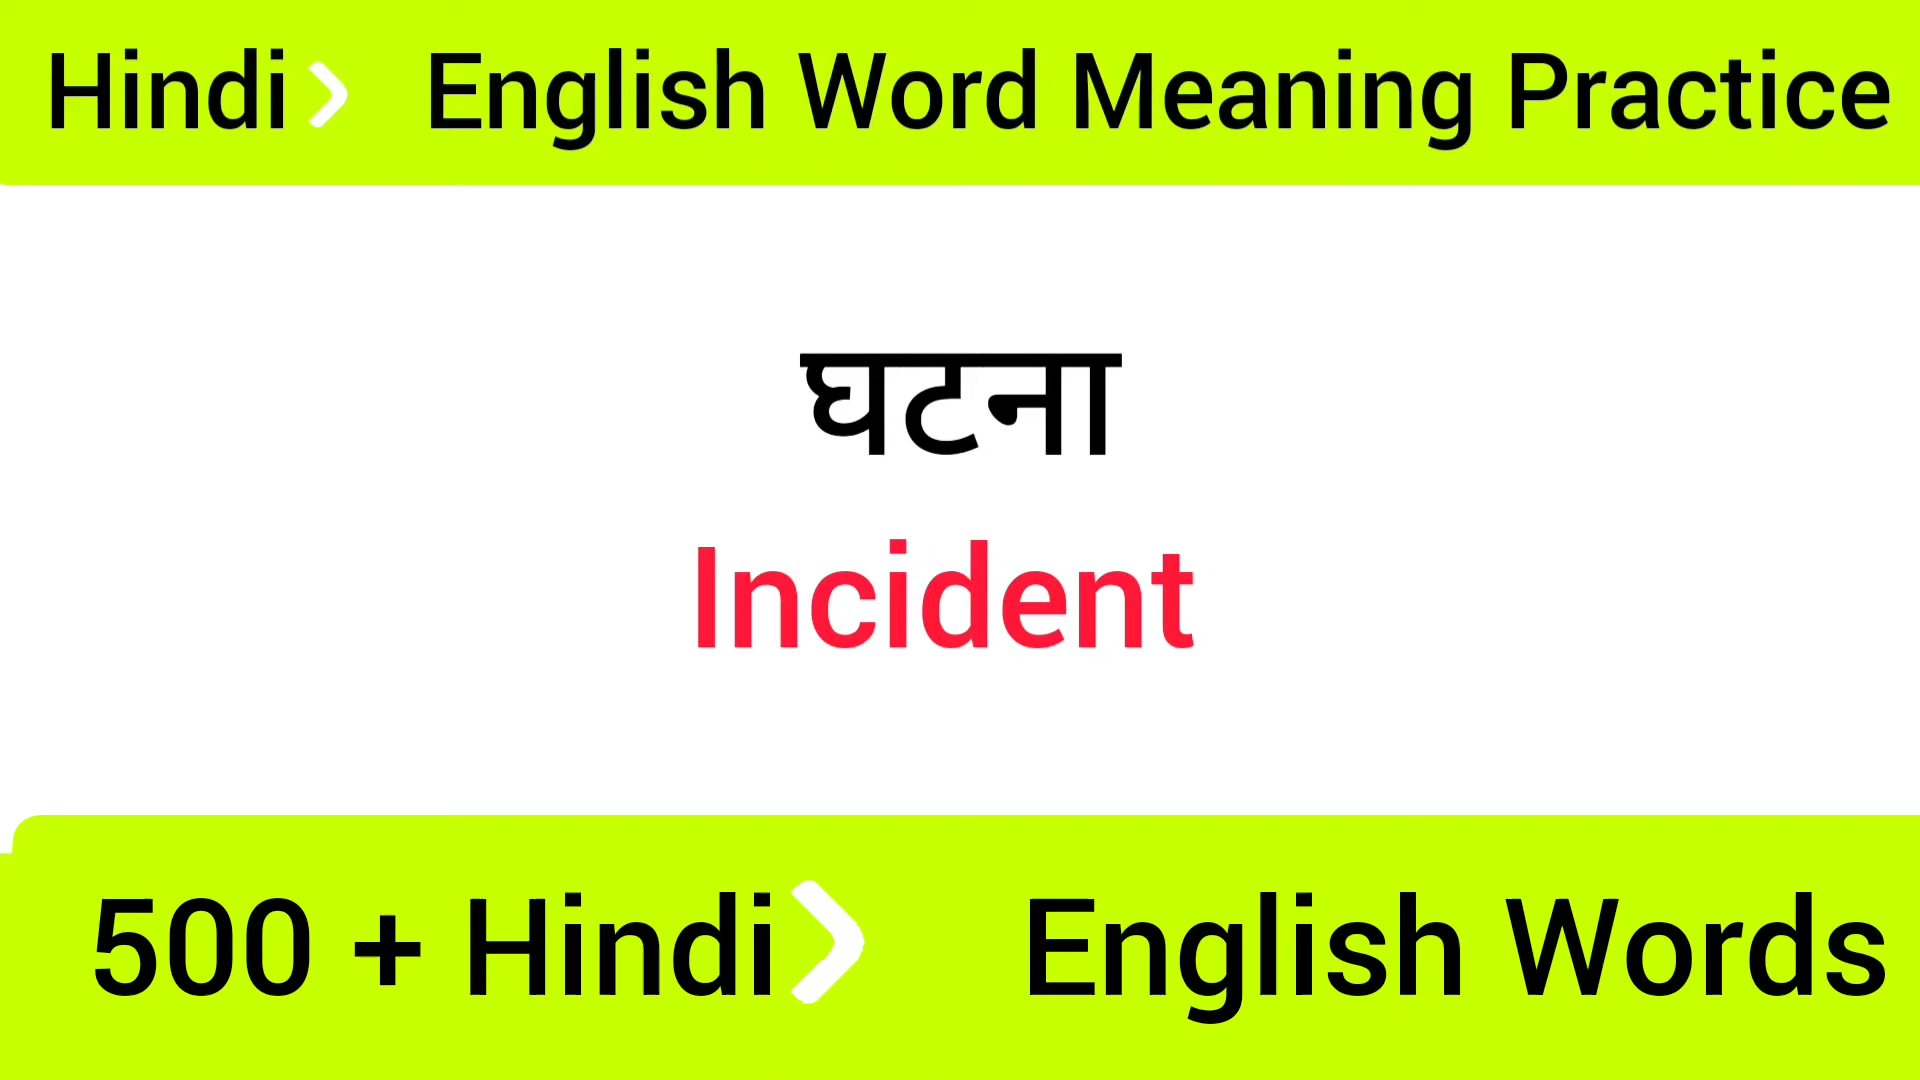 Hindi > English Word Meaning Practice
घटना
Incident
500 + Hindi > English Words